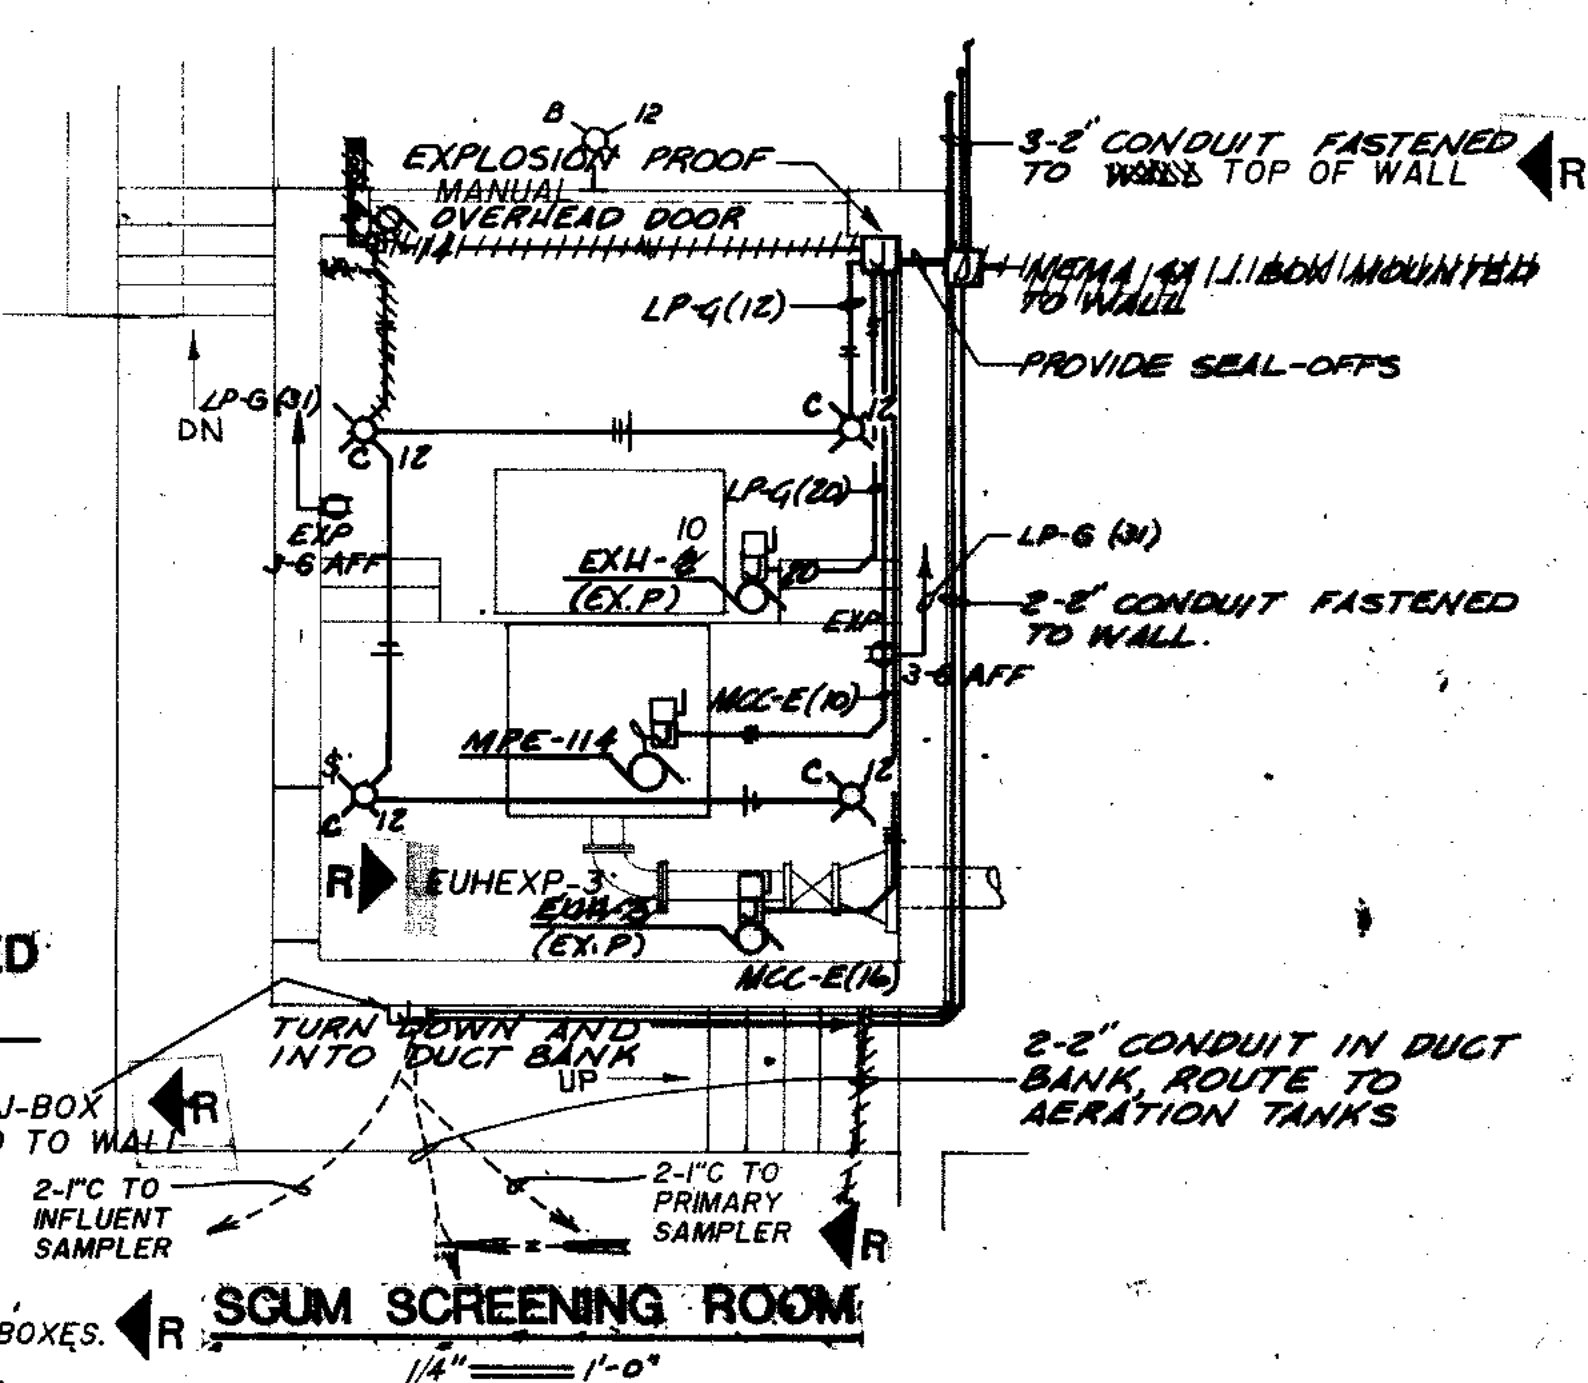 B 12
EXPLOSION PROOF
MANUAL
OVERHEAD DOOR
14
3-2" CONDUIT FASTENED
TO TOP OF WALL
R
NEMA 4X J. BOX MOUNTED
TO WALL
LP-G(12)
PROVIDE SEAL-OFFS
LP-G (31)
DN
C 12
C 12
LP-G(20)
EXP
3-6 AFF
10
EXH-
(EX.P)
20
LP-G (31)
2-2" CONDUIT FASTENED
TO WALL.
EXP
3-6 AFF
MCC-E(10)
MPE-114
$
C 12
C 12
R
EUHEXP-3
(EX.P)
MCC-E(16)
ED
TURN DOWN AND
INTO DUCT BANK
UP
2-2" CONDUIT IN DUCT
BANK, ROUTE TO
AERATION TANKS
J-BOX
R
TO WALL
2-1"C TO
INFLUENT
SAMPLER
2-1"C TO
PRIMARY
SAMPLER
R
BOXES.
R
SCUM SCREENING ROOM
1/4" 1'-0"